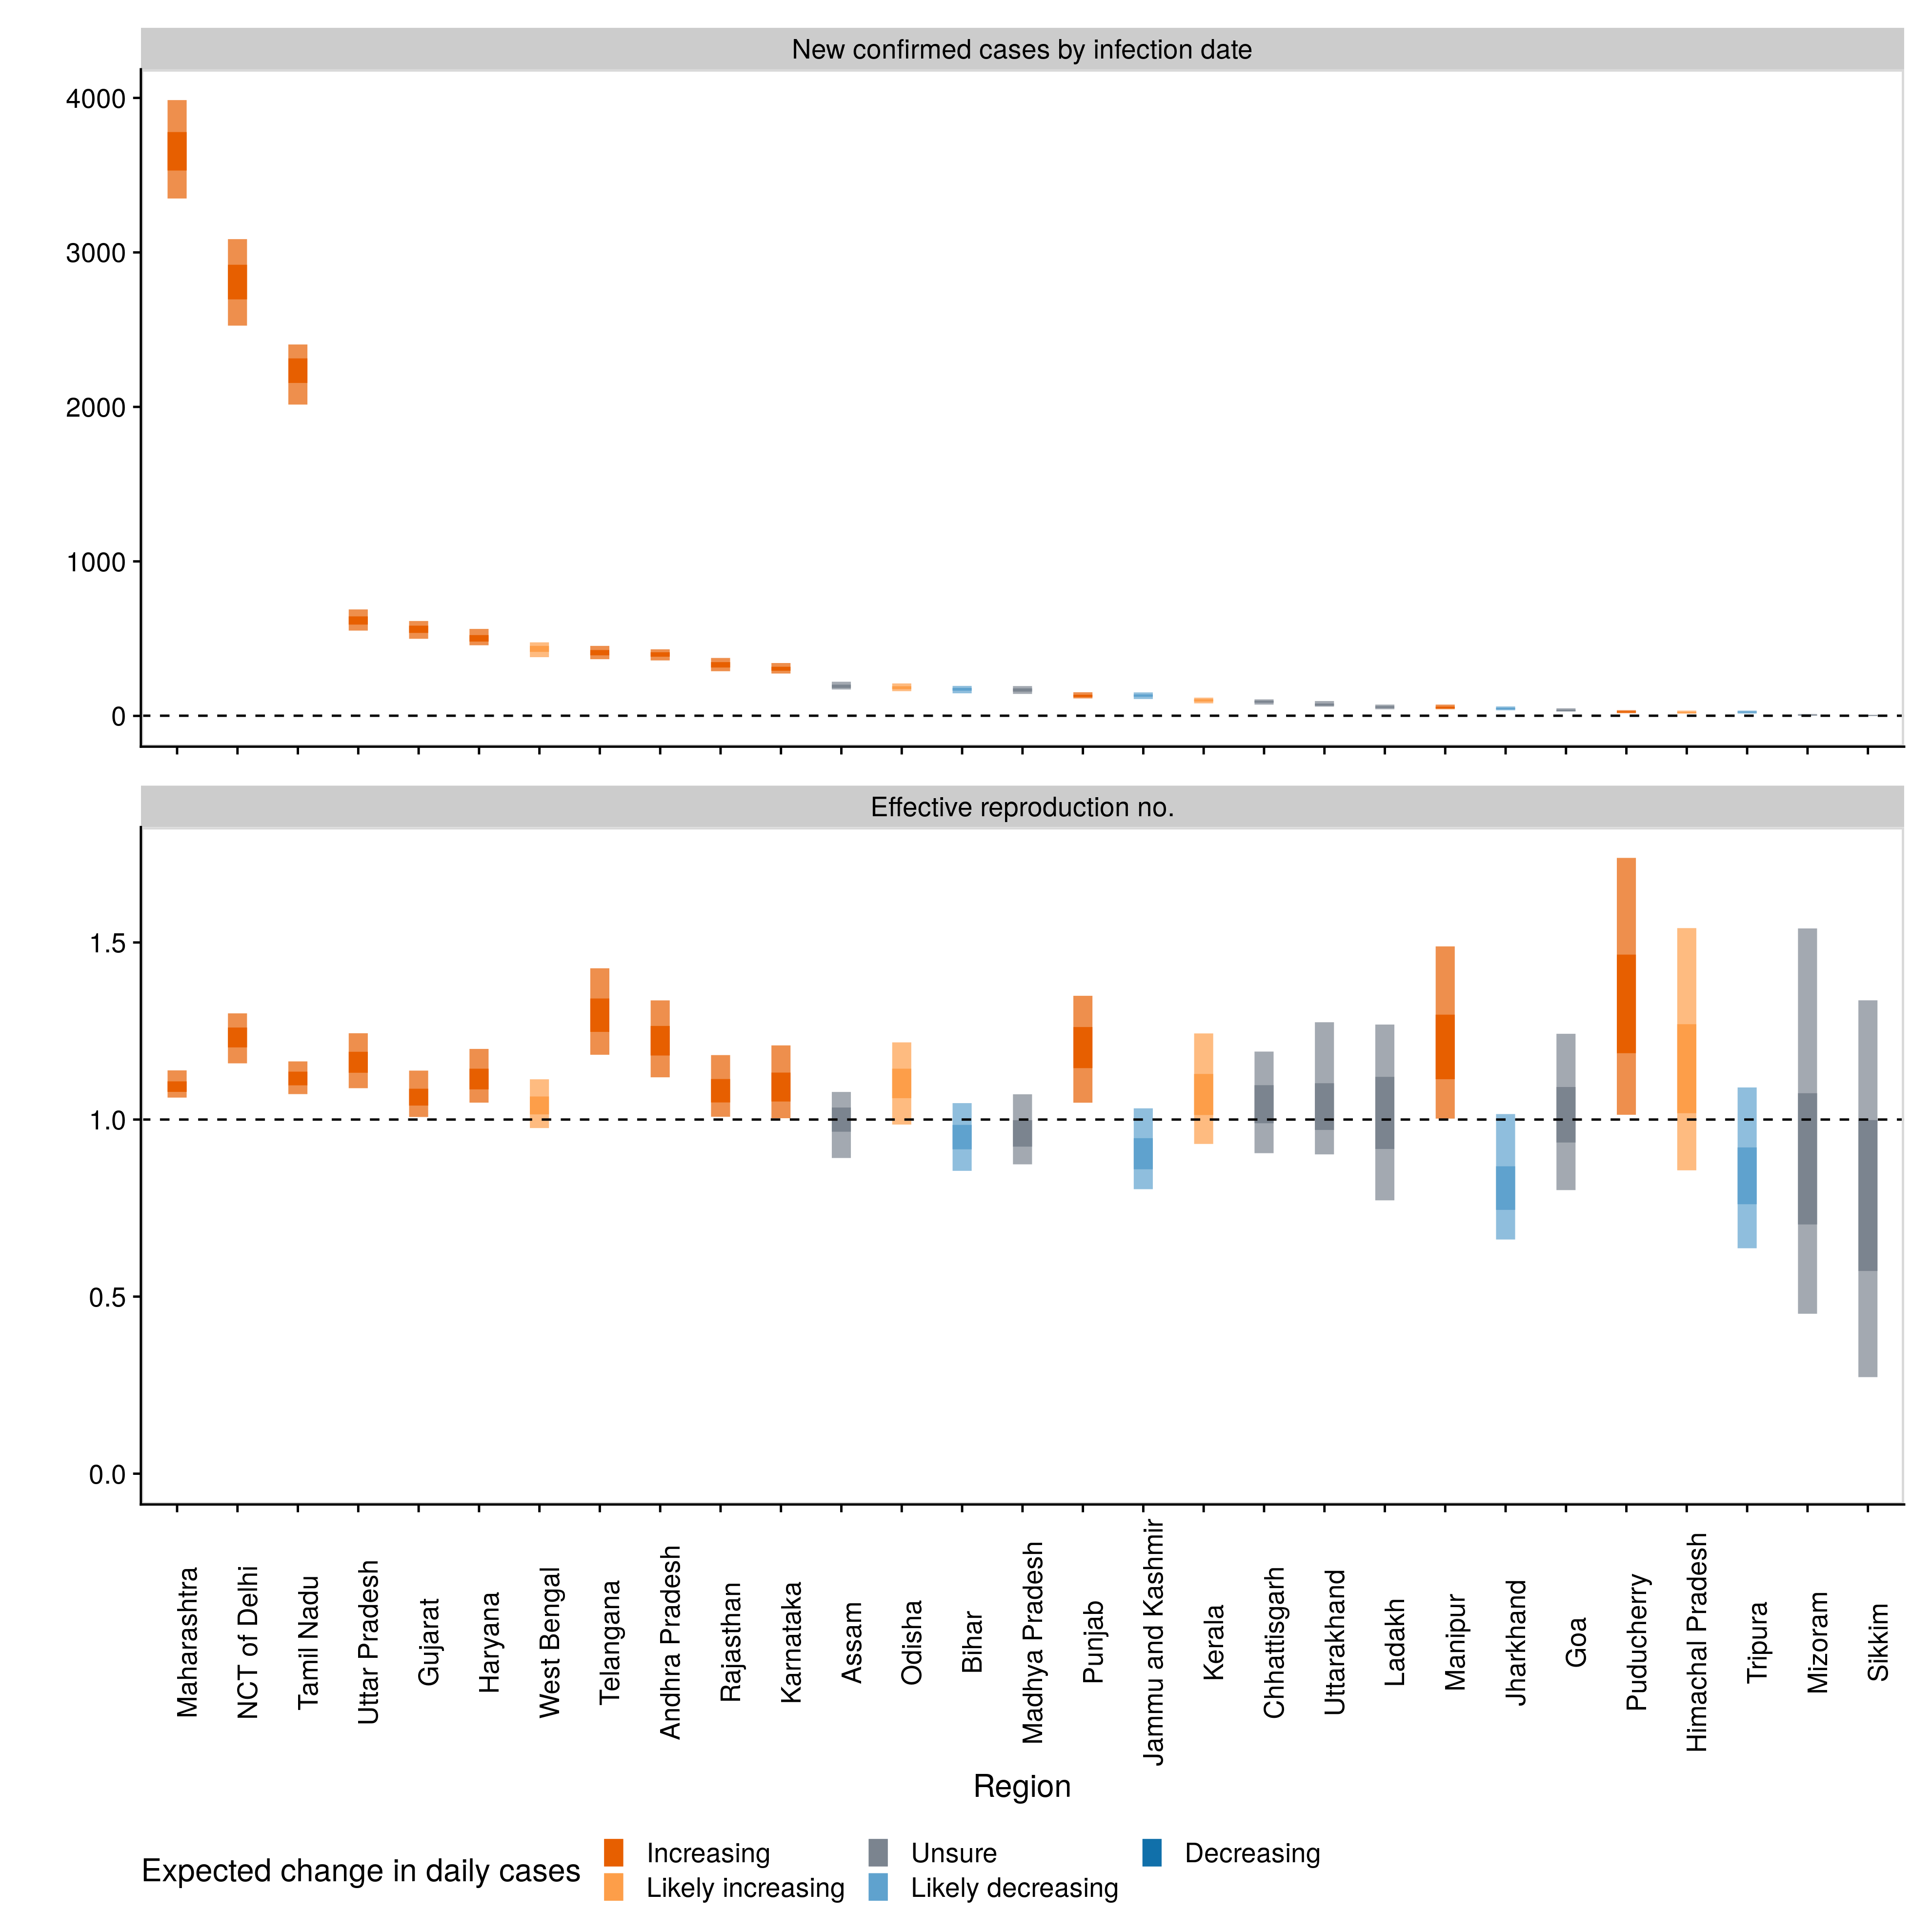 New confirmed cases by infection date
4000
3000
2000
1000
0
Effective reproduction no.
1.5
1.0
0.5
0.0
Maharashtra
NCT of Delhi
Tamil Nadu
Uttar Pradesh
Gujarat
Haryana
West Bengal
Telangana
Andhra Pradesh
Rajasthan
Karnataka
Assam
Odisha
Bihar
Madhya Pradesh
Punjab
Jammu and Kashmir
Kerala
Chhattisgarh
Uttarakhand
Ladakh
Manipur
Jharkhand
Goa
Puducherry
Himachal Pradesh
Tripura
Mizoram
Sikkim
Region
Expected change in daily cases
Increasing
Likely increasing
Unsure
Likely decreasing
Decreasing